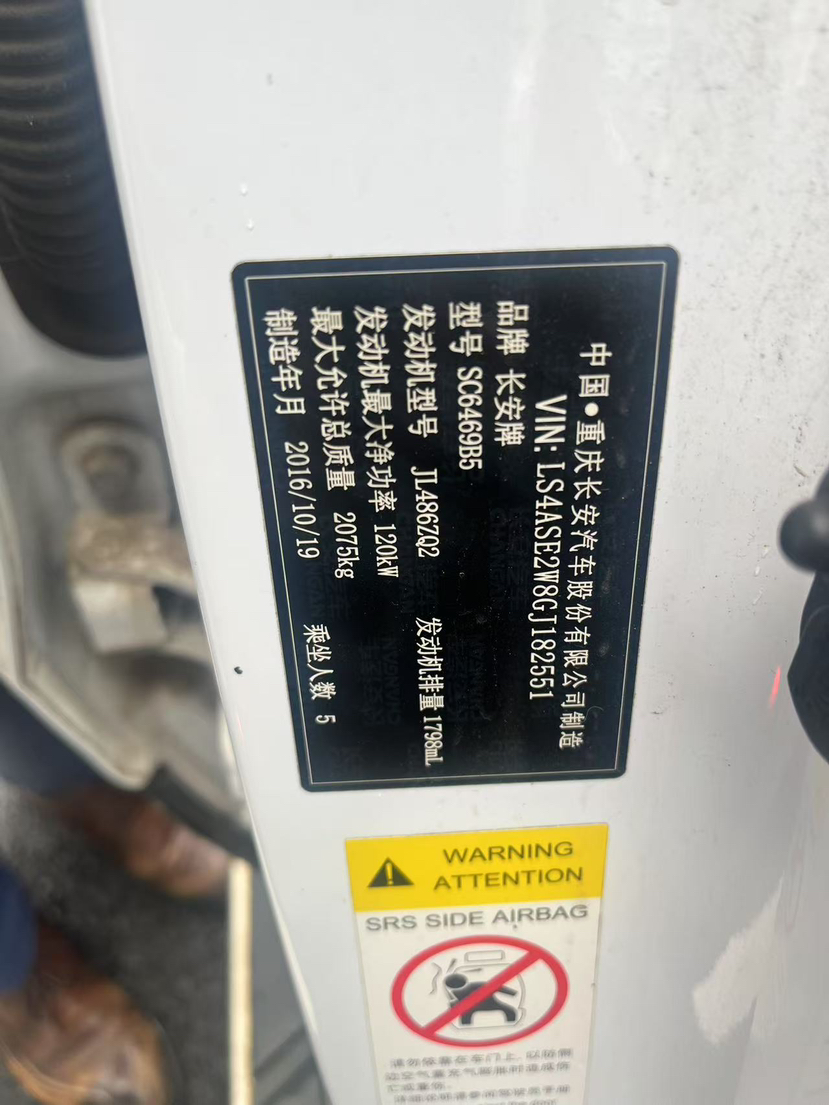 中国●重庆长安汽车股份有限公司制造
VIN: LS4ASE2W8GJ182551
品牌 长安牌
型号 SC6469B5
发动机型号 JL486ZQ2 发动机排量 1798mL
发动机最大净功率 120kW
最大允许总质量 2075kg
制造年月 2016/10/19 乘坐人数 5
WARNING
ATTENTION
SRS SIDE AIRBAG